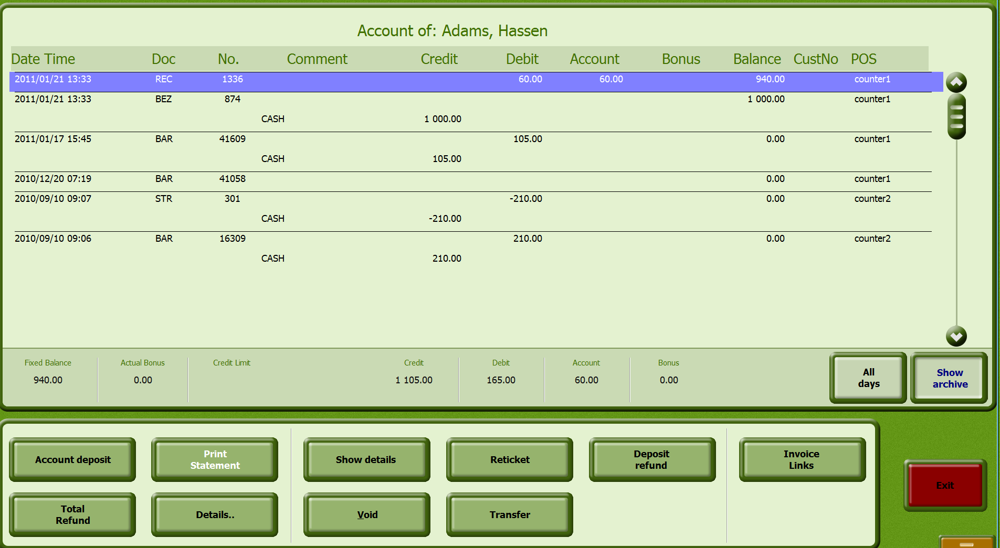 Account of: Adams, Hassen
Date Time Doc No. Comment Credit Debit Account Bonus Balance CustNo POS
2011/01/21 13:33 REC 1336 60.00 60.00 940.00 counter1
2011/01/21 13:33 BEZ 874 1 000.00 counter1
CASH 1 000.00
2011/01/17 15:45 BAR 41609 105.00 0.00 counter1
CASH 105.00
2010/12/20 07:19 BAR 41058 0.00 counter1
2010/09/10 09:07 STR 301 -210.00 0.00 counter2
CASH -210.00
2010/09/10 09:06 BAR 16309 210.00 0.00 counter2
CASH 210.00
Fixed Balance Actual Bonus Credit Limit Credit Debit Account Bonus
940.00 0.00 1 105.00 165.00 60.00 0.00
All
days
Show
archive
Account deposit
Print
Statement
Show details
Reticket
Deposit
refund
Invoice
Links
Exit
Total
Refund
Details..
Void
Transfer